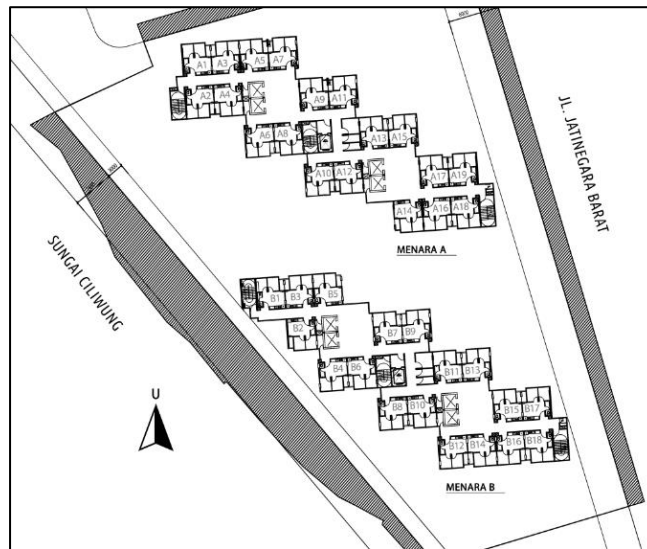 A1 A3 A5 A7
A2 A4
A9 A11
A6 A8
A13 A15
A10 A12
A17 A19
A14 A16 A18
MENARA A
JL. JATINEGARA BARAT
SUNGAI CILIWUNG
B1 B3 B5
B2
B7 B9
B4 B6
B11 B13
B8 B10
B15 B17
B12 B14 B16 B18
MENARA B
U